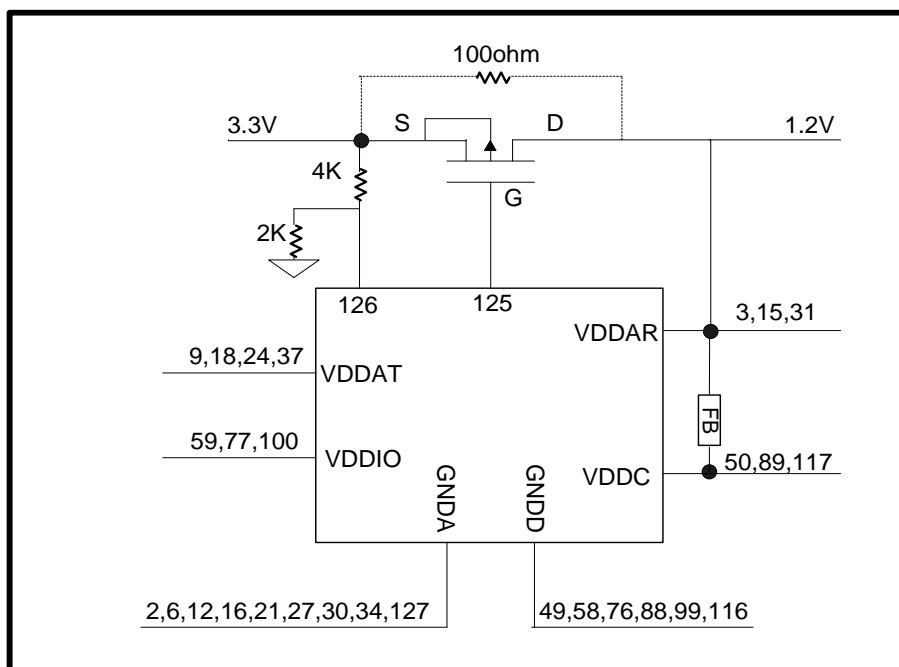 100ohm
3.3V
S
D
1.2V
4K
G
2K
126
125
VDDAR
3,15,31
9,18,24,37
VDDAT
FB
59,77,100
VDDIO
GNDA
GNDD
VDDC
50,89,117
2,6,12,16,21,27,30,34,127
49,58,76,88,99,116